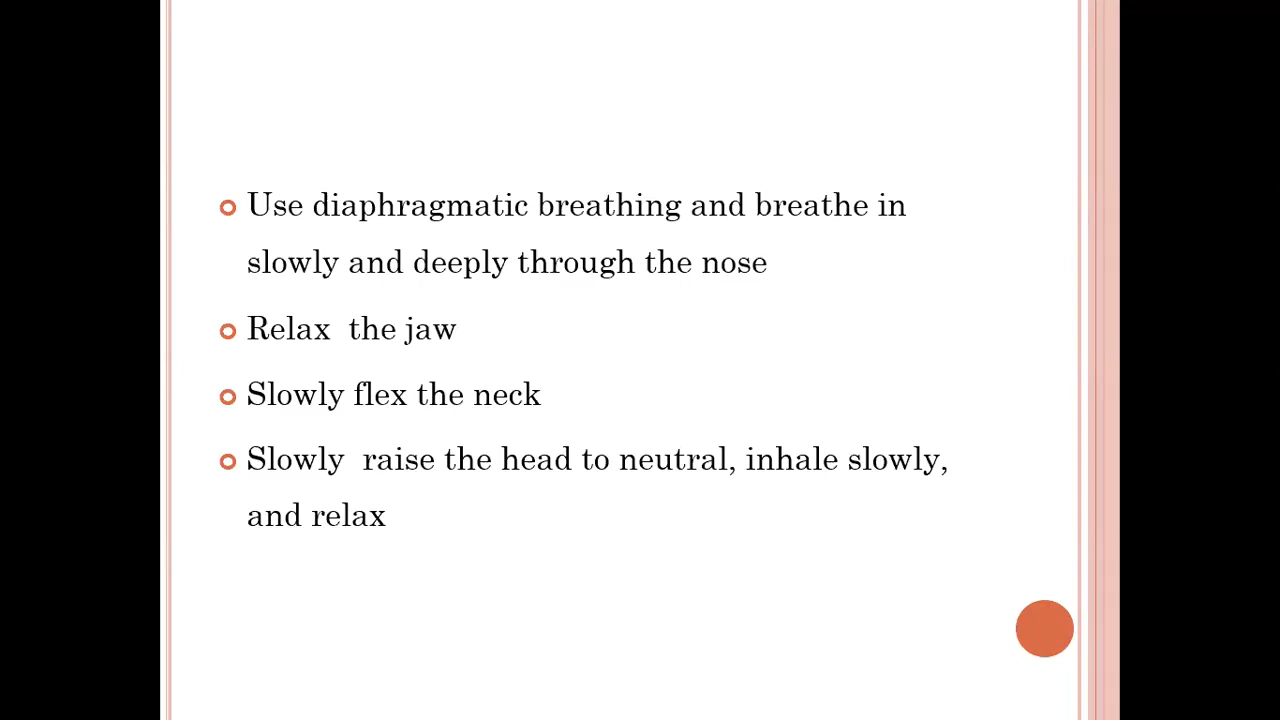 Use diaphragmatic breathing and breathe in
slowly and deeply through the nose
Relax  the jaw
Slowly flex the neck
Slowly  raise the head to neutral, inhale slowly,
and relax